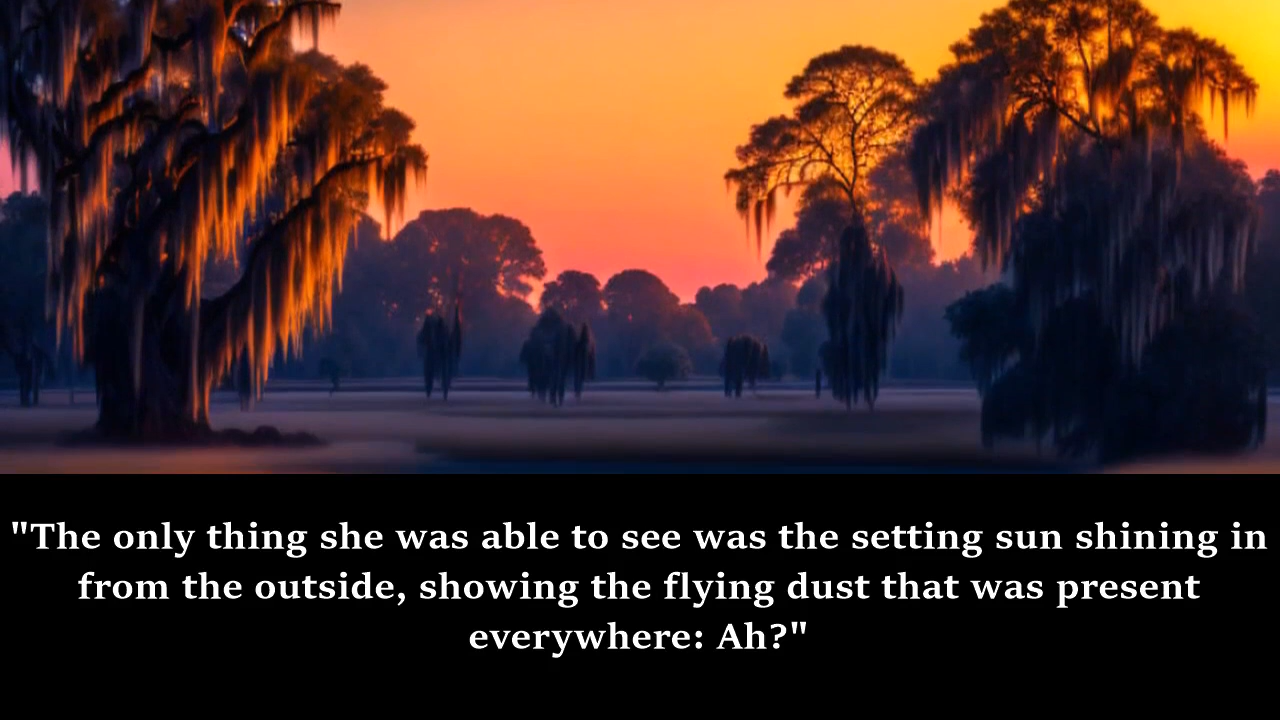 "The only thing she was able to see was the setting sun shining in
from the outside, showing the flying dust that was present
everywhere: Ah?"